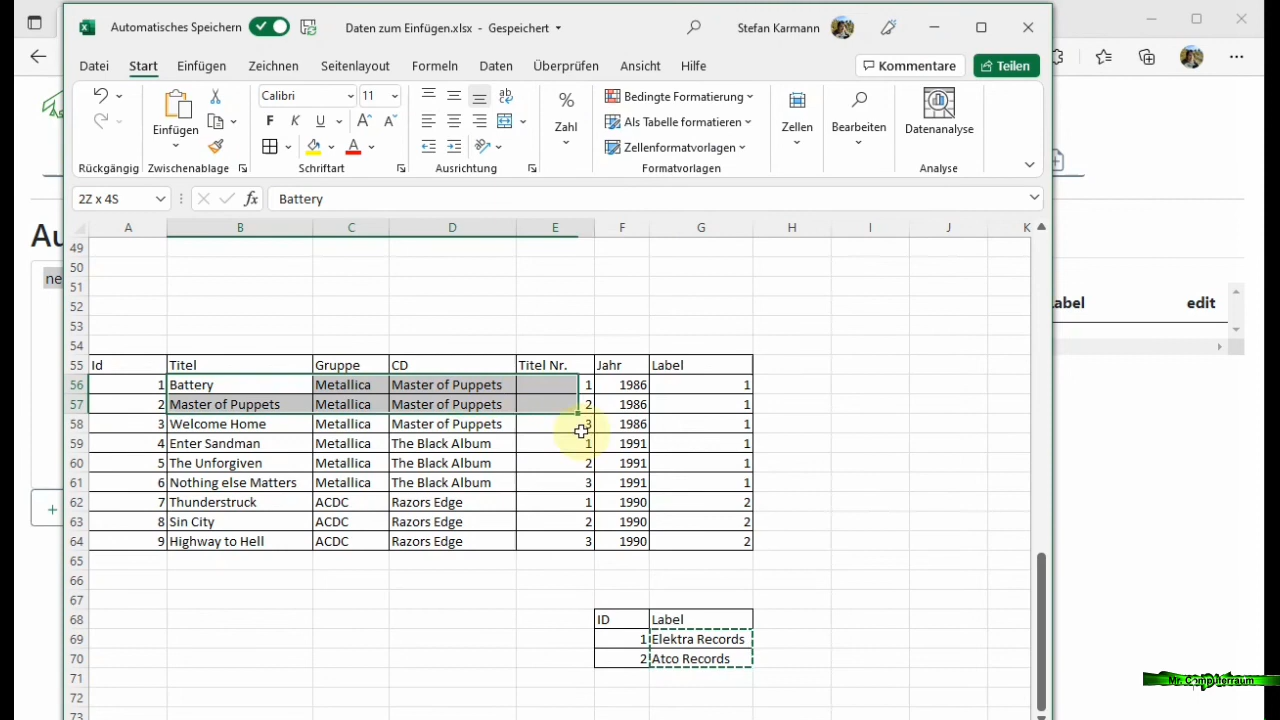 Automatisches Speichern Daten zum Einfügen.xlsx - Gespeichert Stefan Karmann
Datei Start Einfügen Zeichnen Seitenlayout Formeln Daten Überprüfen Ansicht Hilfe Kommentare Teilen
Calibri 11
Einfügen
F K U
Zahl
Bedingte Formatierung
Als Tabelle formatieren
Zellenformatvorlagen
Zellen
Bearbeiten
Datenanalyse
Rückgängig Zwischenablage Schriftart Ausrichtung Formatvorlagen Analyse
2Z x 4S fx Battery
A B C D E F G H I J K
49
50
51
52
53
54
55 Id Titel Gruppe CD Titel Nr. Jahr Label
56 1 Battery Metallica Master of Puppets 1 1986 1
57 2 Master of Puppets Metallica Master of Puppets 2 1986 1
58 3 Welcome Home Metallica Master of Puppets 3 1986 1
59 4 Enter Sandman Metallica The Black Album 1 1991 1
60 5 The Unforgiven Metallica The Black Album 2 1991 1
61 6 Nothing else Matters Metallica The Black Album 3 1991 1
62 7 Thunderstruck ACDC Razors Edge 1 1990 2
63 8 Sin City ACDC Razors Edge 2 1990 2
64 9 Highway to Hell ACDC Razors Edge 3 1990 2
65
66
67
68 ID Label
69 1 Elektra Records
70 2 Atco Records
71
72
73
Au
ne
abel edit
Mr. Computerraum